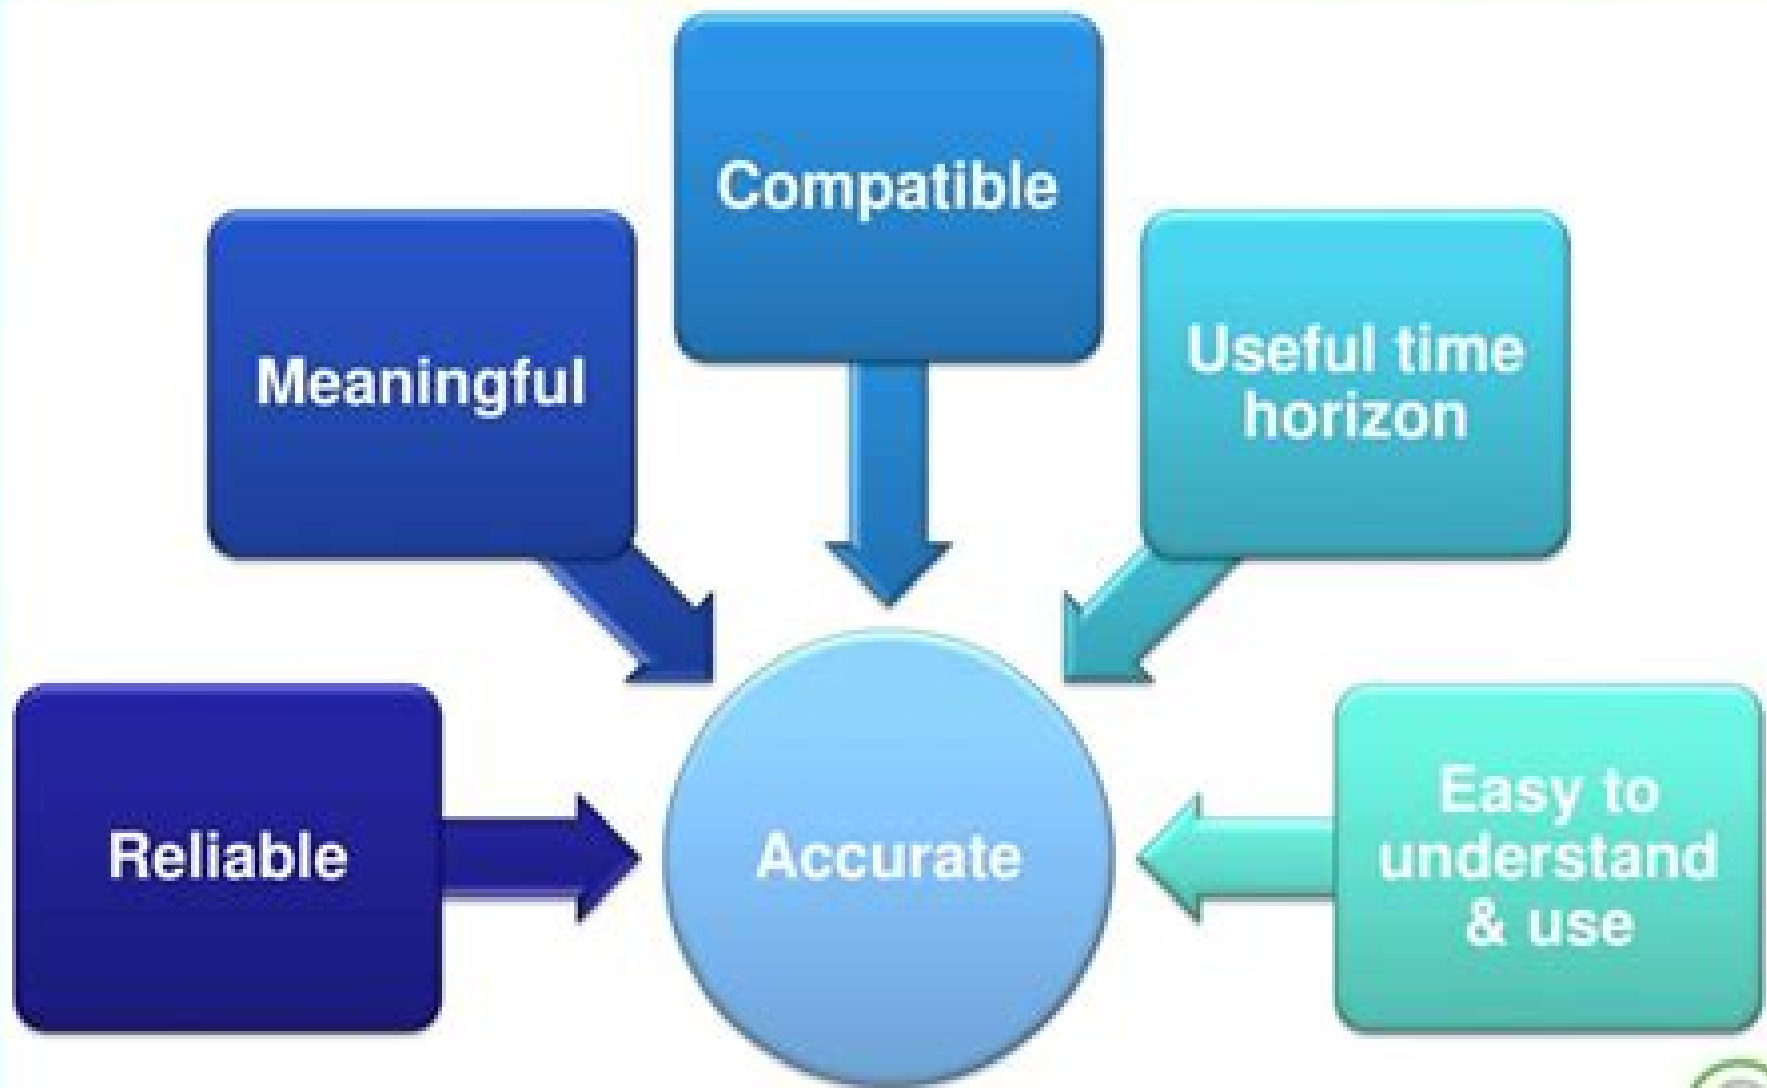 Compatible
Meaningful
Useful time
horizon
Reliable
Accurate
Easy to
understand
& use